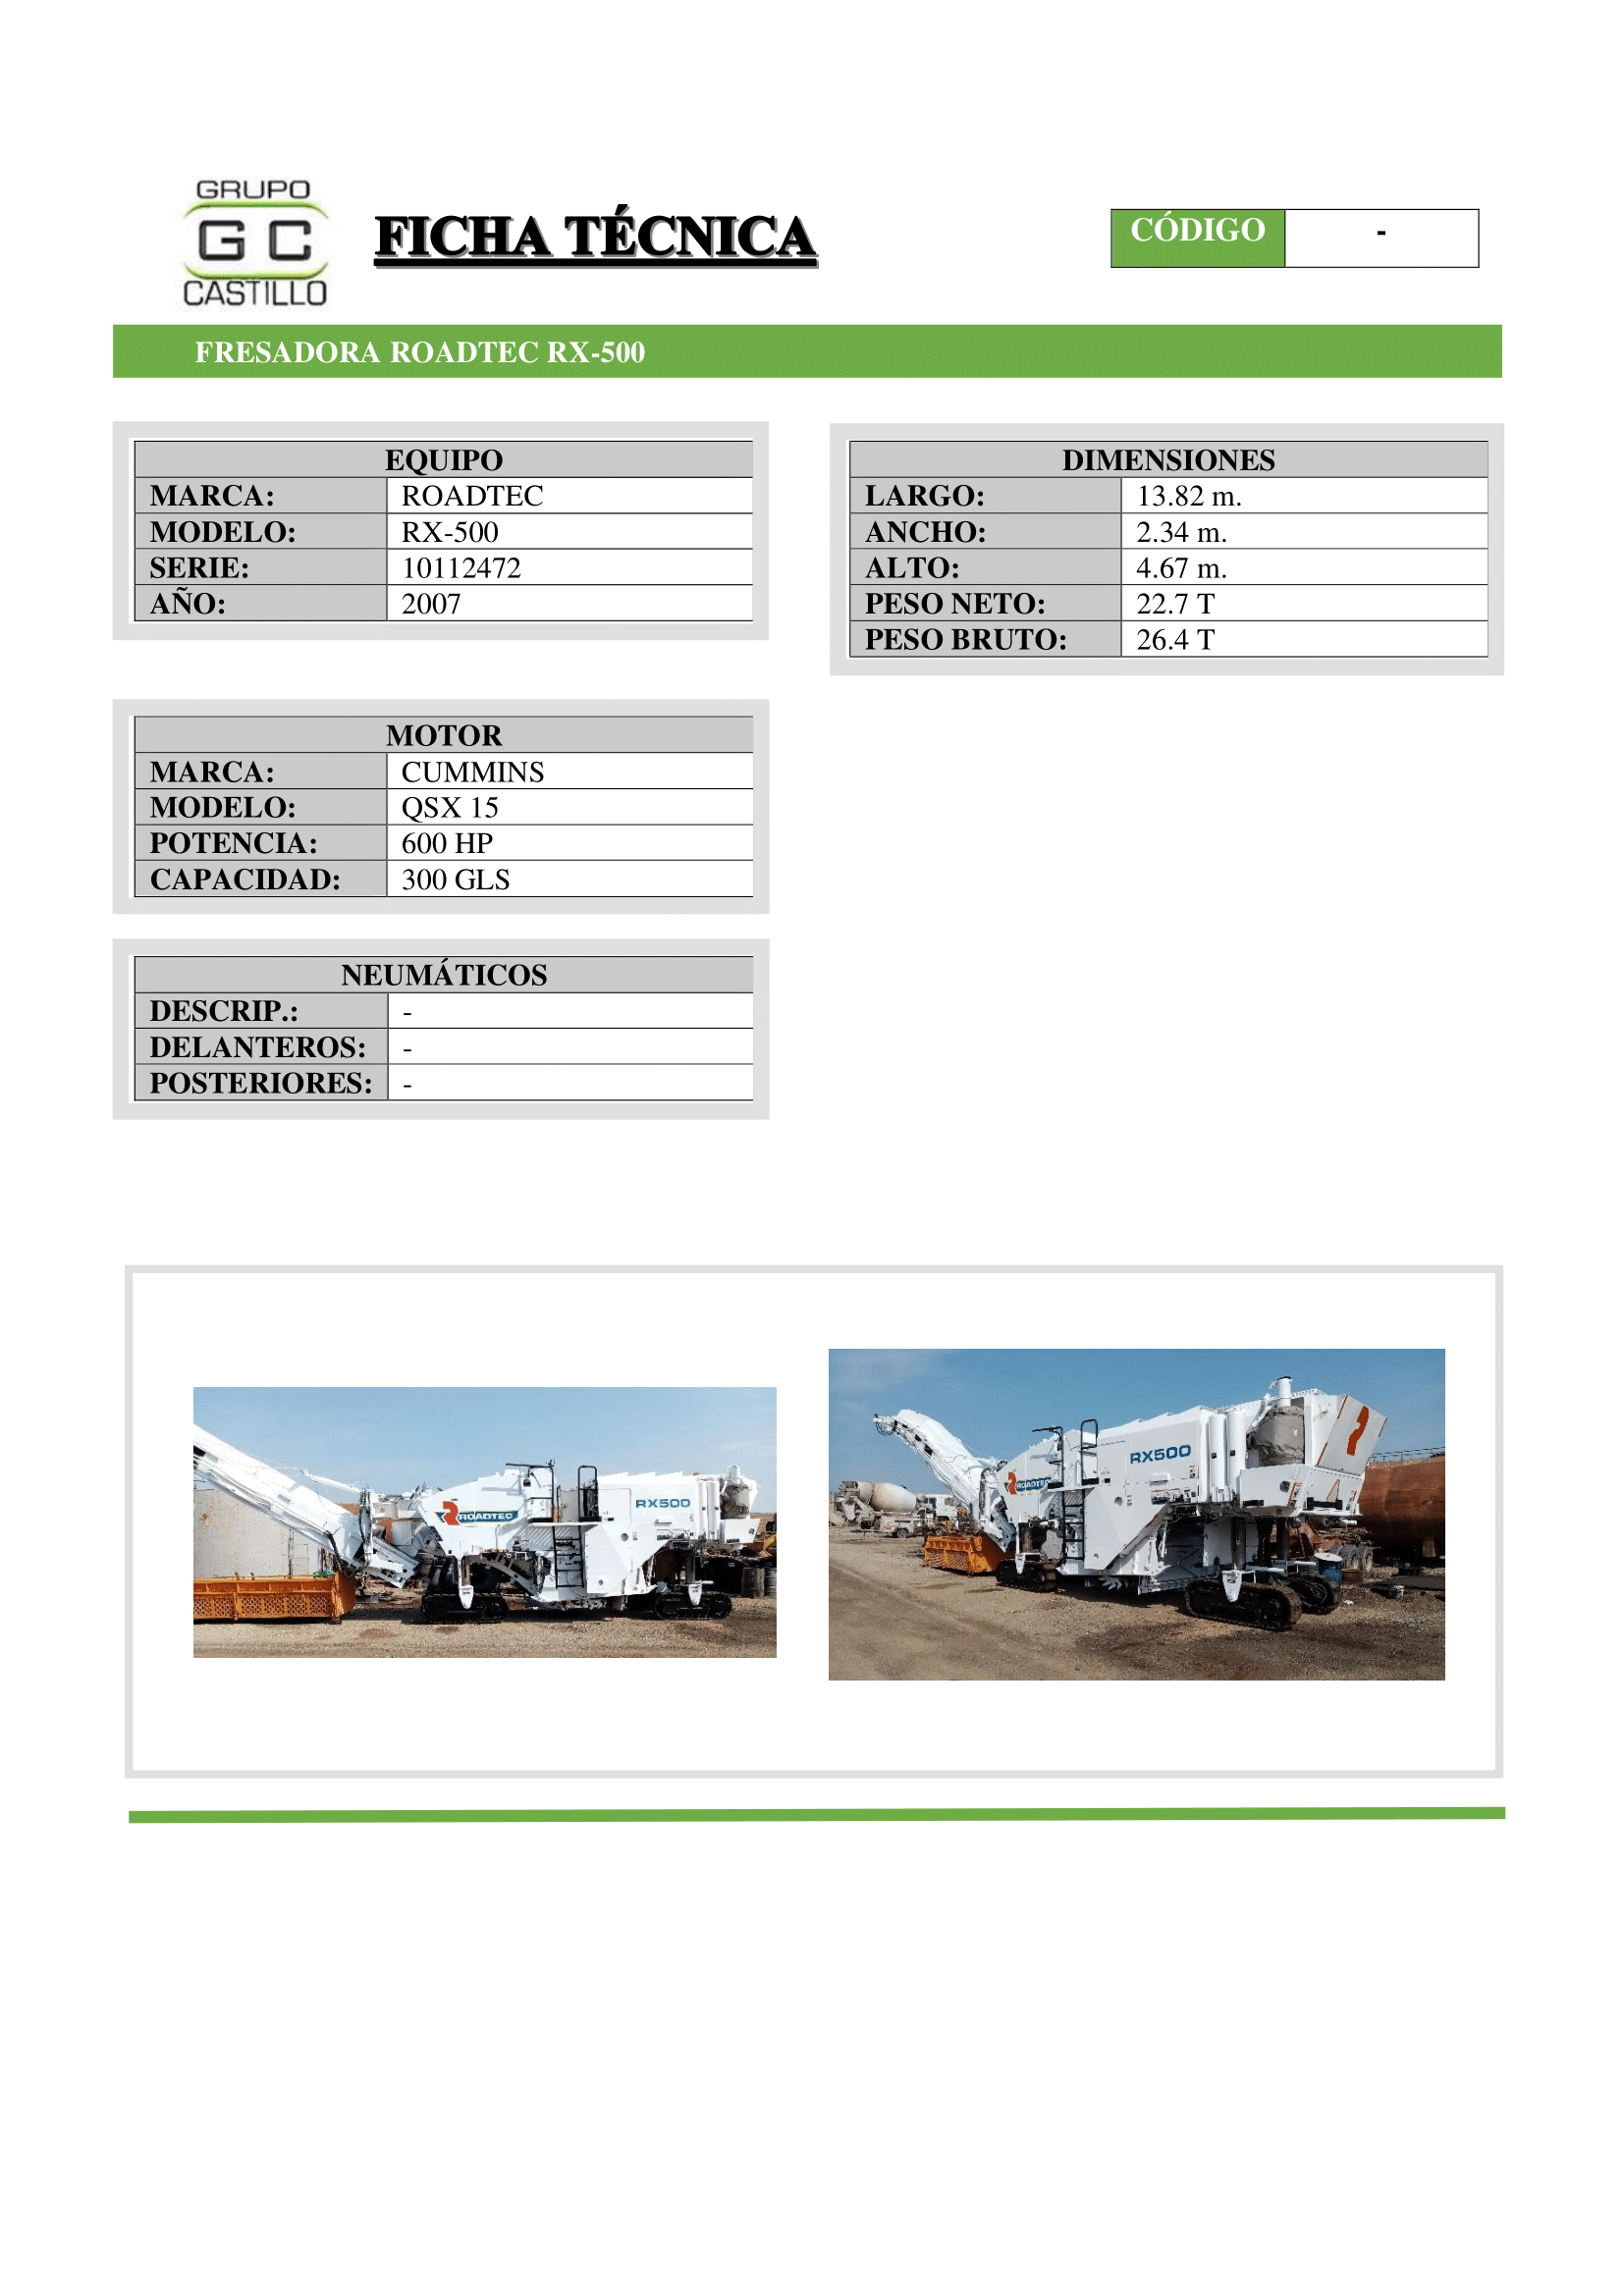 GRUPO
GC
CASTILLO
FICHA TÉCNICA
CÓDIGO -
FRESADORA ROADTEC RX-500
EQUIPO
MARCA: ROADTEC
MODELO: RX-500
SERIE: 10112472
AÑO: 2007
DIMENSIONES
LARGO: 13.82 m.
ANCHO: 2.34 m.
ALTO: 4.67 m.
PESO NETO: 22.7 T
PESO BRUTO: 26.4 T
MOTOR
MARCA: CUMMINS
MODELO: QSX 15
POTENCIA: 600 HP
CAPACIDAD: 300 GLS
NEUMÁTICOS
DESCRIP.: -
DELANTEROS: -
POSTERIORES: -
ROADTEC
RX500
ROADTEC
RX500